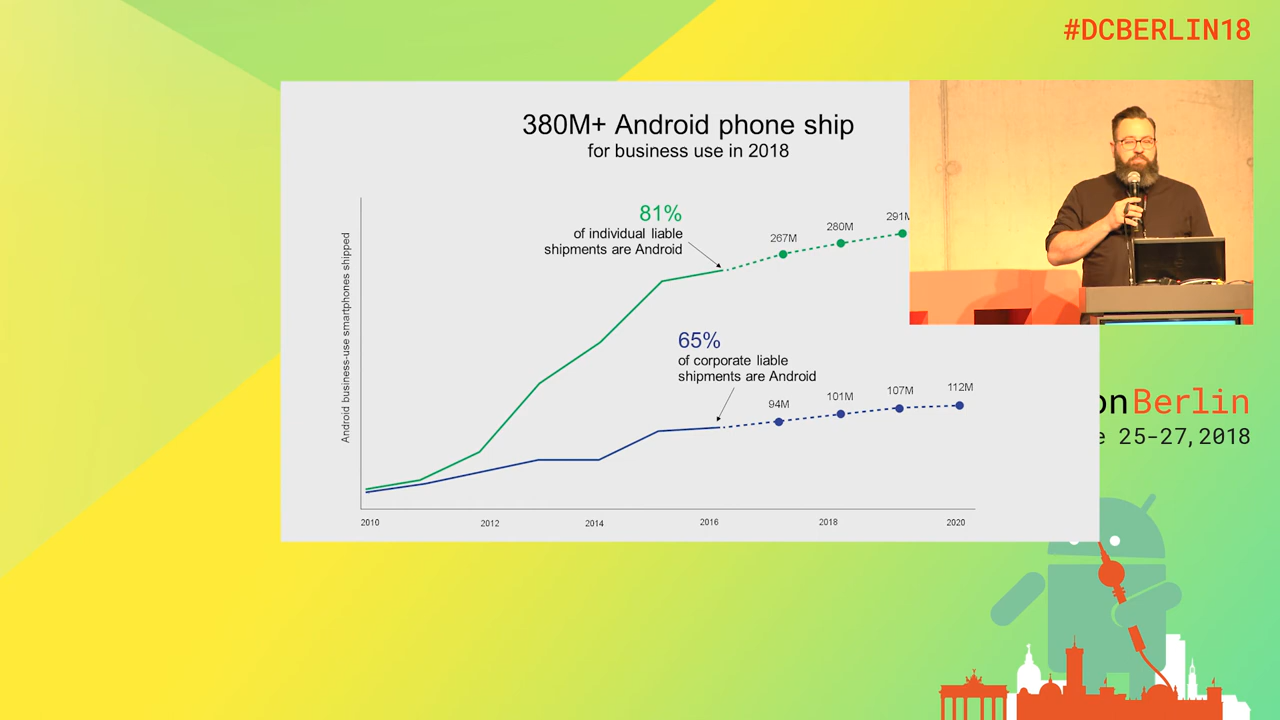 #DCBERLIN18
380M+ Android phone ship
for business use in 2018
81%
of individual liable
shipments are Android
267M
280M
291M
65%
of corporate liable
shipments are Android
94M
101M
107M
112M
Android business-use smartphones shipped
2010
2012
2014
2016
2018
2020
onBerlin
e 25-27, 2018